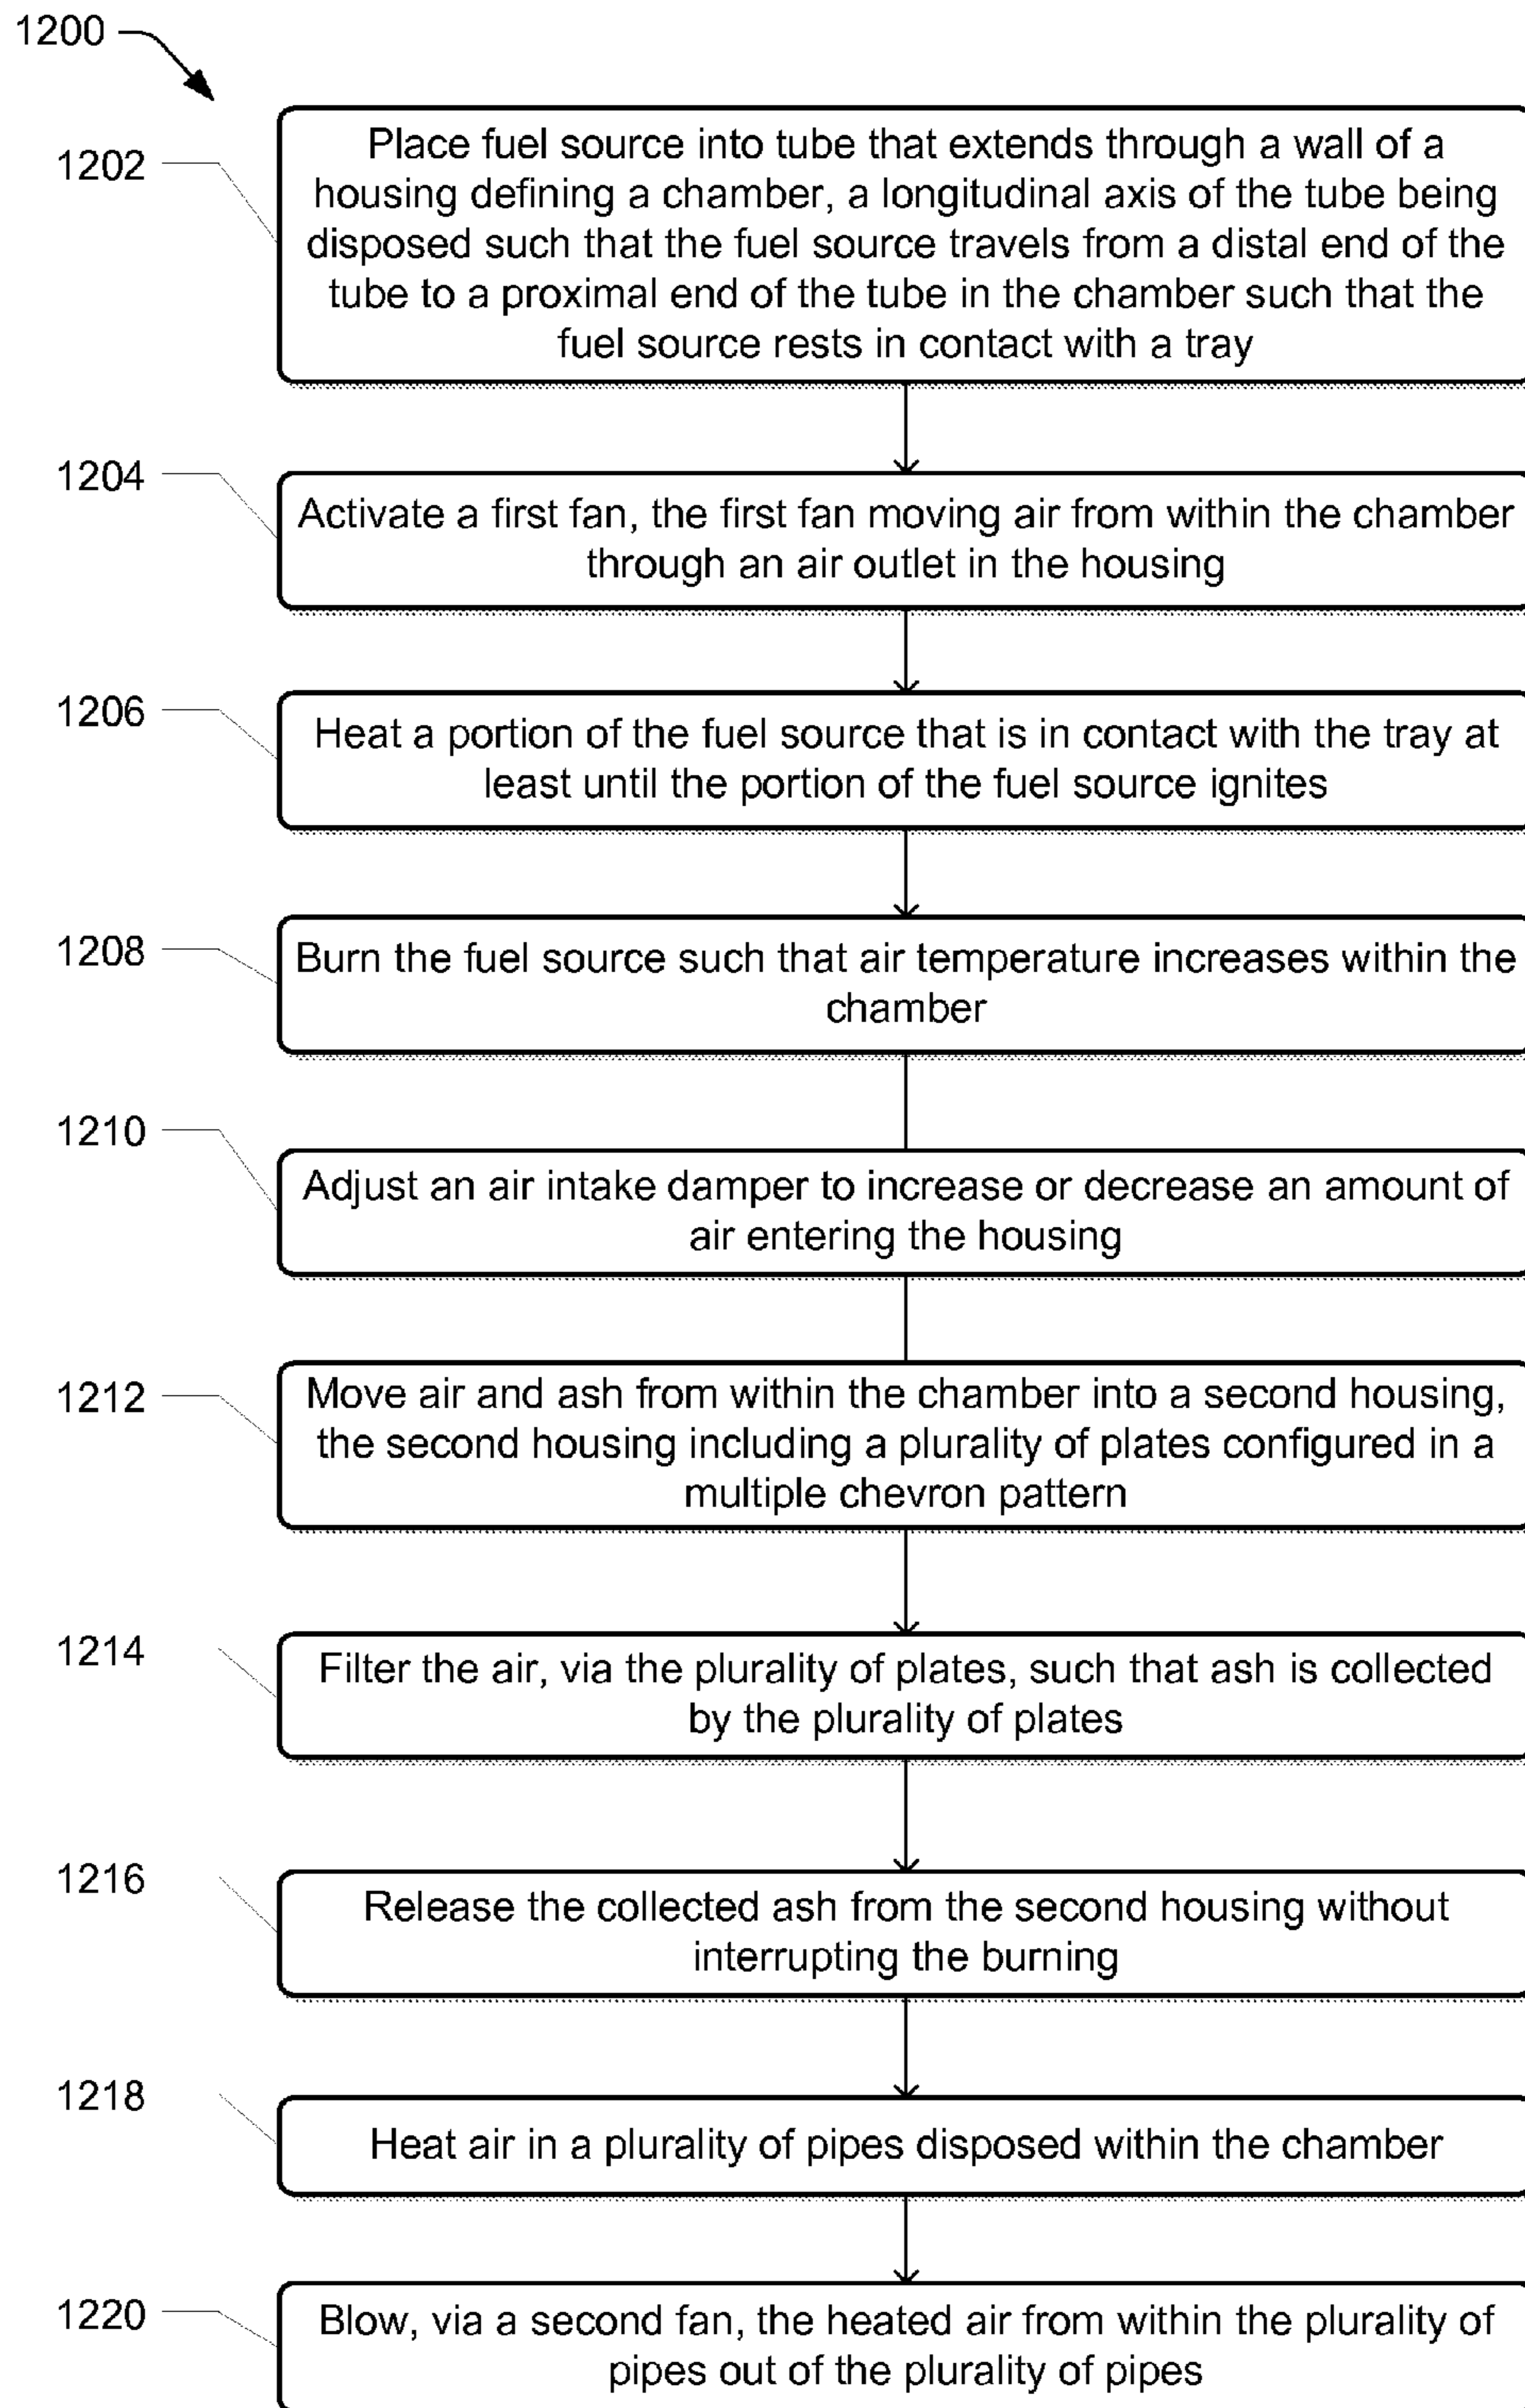 1200
1202
Place fuel source into tube that extends through a wall of a
housing defining a chamber, a longitudinal axis of the tube being
disposed such that the fuel source travels from a distal end of the
tube to a proximal end of the tube in the chamber such that the
fuel source rests in contact with a tray
1204
Activate a first fan, the first fan moving air from within the chamber
through an air outlet in the housing
1206
Heat a portion of the fuel source that is in contact with the tray at
least until the portion of the fuel source ignites
1208
Burn the fuel source such that air temperature increases within the
chamber
1210
Adjust an air intake damper to increase or decrease an amount of
air entering the housing
1212
Move air and ash from within the chamber into a second housing,
the second housing including a plurality of plates configured in a
multiple chevron pattern
1214
Filter the air, via the plurality of plates, such that ash is collected
by the plurality of plates
1216
Release the collected ash from the second housing without
interrupting the burning
1218
Heat air in a plurality of pipes disposed within the chamber
1220
Blow, via a second fan, the heated air from within the plurality of
pipes out of the plurality of pipes